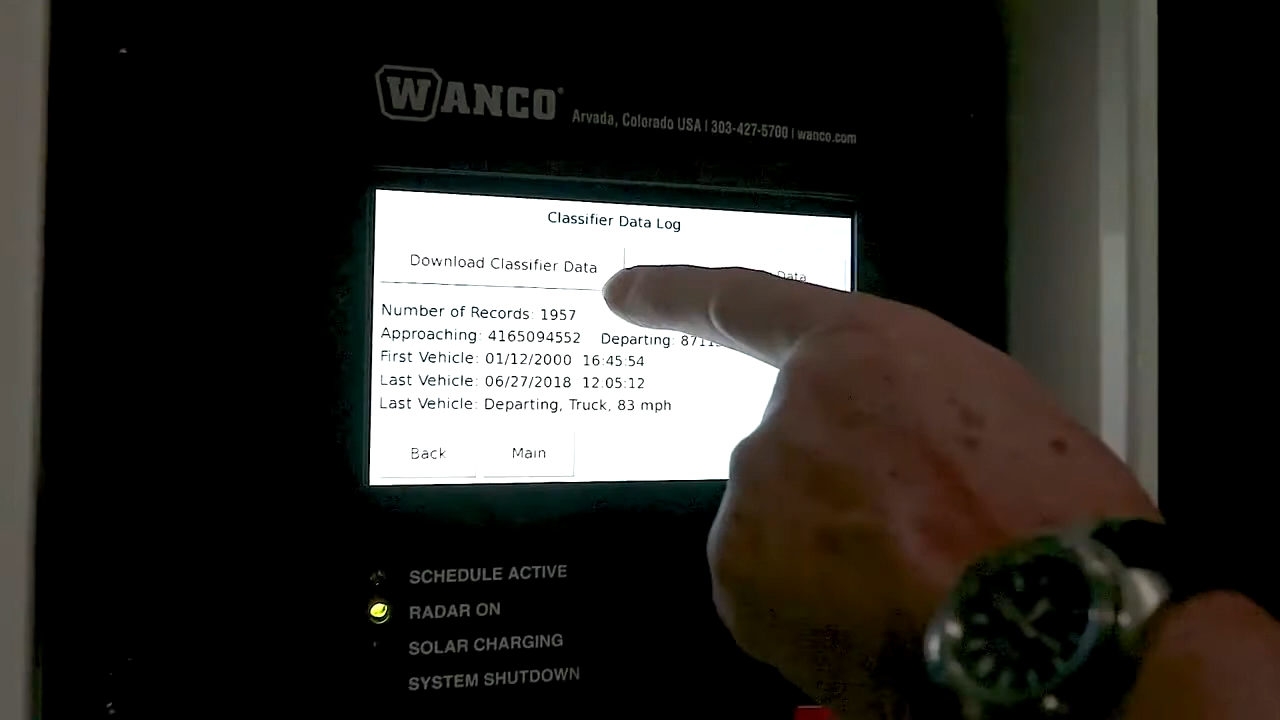 WANCO
Arvada, Colorado USA | 303-427-5700 | wanco.com
Classifier Data Log
Download Classifier Data
Data
Number of Records: 1957
Approaching: 4165094552 Departing:
First Vehicle: 01/12/2000 16:45:54
Last Vehicle: 06/27/2018 12:05:12
Last Vehicle: Departing, Truck, 83 mph
Back Main
SCHEDULE ACTIVE
RADAR ON
SOLAR CHARGING
SYSTEM SHUTDOWN